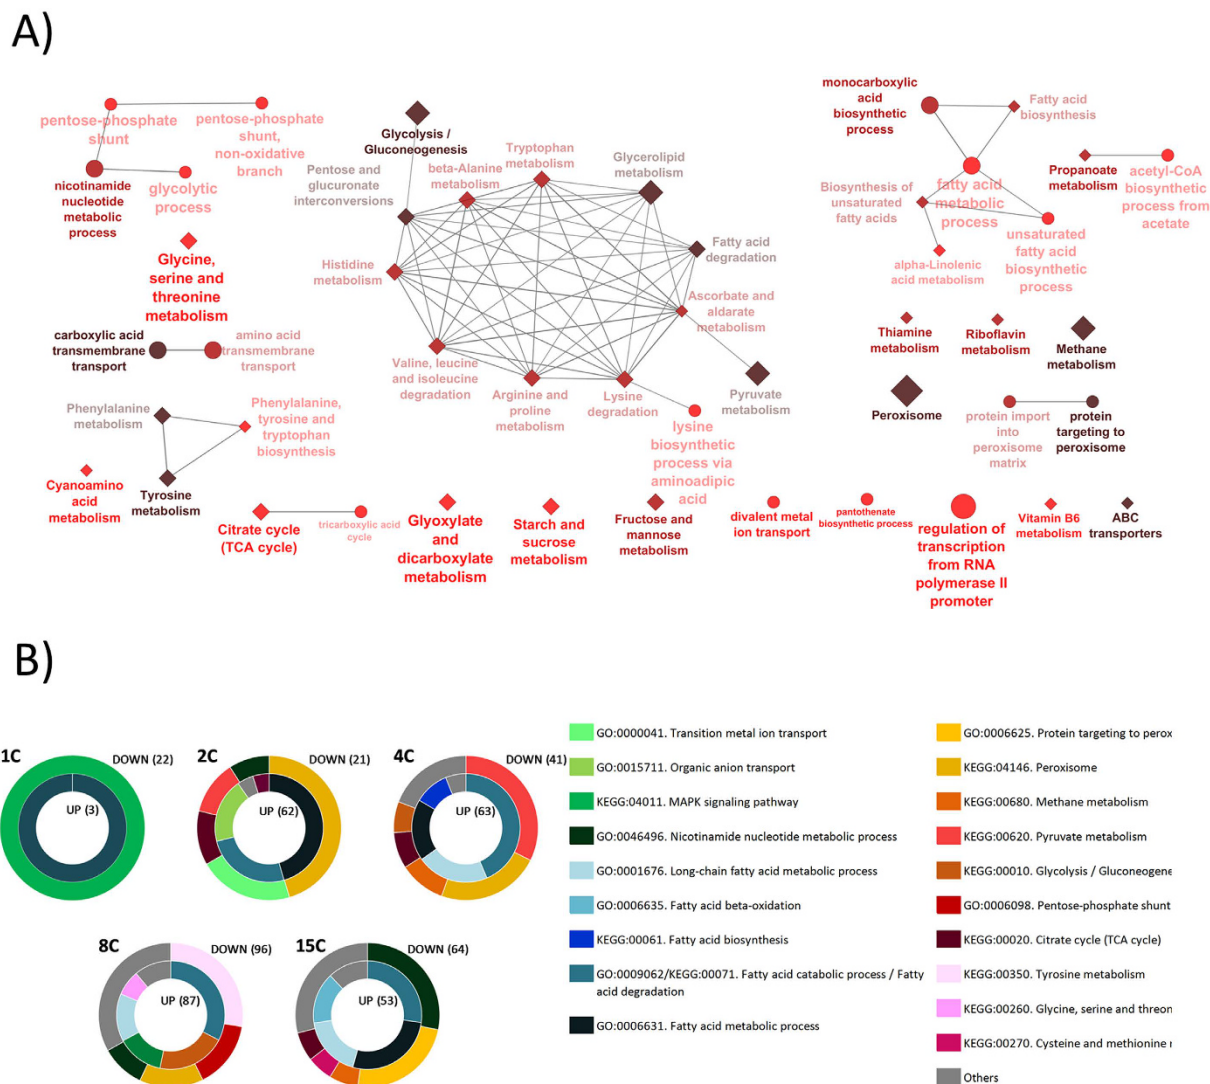 A)
pentose-phosphate
shunt
pentose-phosphate
shunt,
non-oxidative
branch
nicotinamide
nucleotide
metabolic
process
glycolytic
process
Glycine,
serine and
threonine
metabolism
carboxylic acid
transmembrane
transport
amino acid
transmembrane
transport
Phenylalanine
metabolism
Phenylalanine,
tyrosine and
tryptophan
biosynthesis
Tyrosine
metabolism
Cyanoamino
acid
metabolism
Citrate cycle
(TCA cycle)
tricarboxylic acid
cycle
Glycolysis /
Gluconeogenesis
Pentose and
glucuronate
interconversions
beta-Alanine
metabolism
Tryptophan
metabolism
Glycerolipid
metabolism
Fatty acid
degradation
Histidine
metabolism
Ascorbate and
aldarate
metabolism
Valine, leucine
and isoleucine
degradation
Arginine and
proline
metabolism
Lysine
degradation
Pyruvate
metabolism
lysine
biosynthetic
process via
aminoadipic
acid
monocarboxylic
acid
biosynthetic
process
Fatty acid
biosynthesis
fatty acid
metabolic
process
Biosynthesis of
unsaturated
fatty acids
unsaturated
fatty acid
biosynthetic
process
alpha-Linolenic
acid metabolism
Propanoate
metabolism
acetyl-CoA
biosynthetic
process from
acetate
Thiamine
metabolism
Riboflavin
metabolism
Methane
metabolism
Peroxisome
protein import
into
peroxisome
matrix
protein
targeting to
peroxisome
Glyoxylate
and
dicarboxylate
metabolism
Starch and
sucrose
metabolism
Fructose and
mannose
metabolism
divalent metal
ion transport
pantothenate
biosynthetic process
regulation of
transcription
from RNA
polymerase II
promoter
Vitamin B6
metabolism
ABC
transporters
B)
1C
DOWN (22)
UP (3)
2C
DOWN (21)
UP (62)
4C
DOWN (41)
UP (63)
8C
DOWN (96)
UP (87)
15C
DOWN (64)
UP (53)
GO:0000041. Transition metal ion transport
GO:0015711. Organic anion transport
KEGG:04011. MAPK signaling pathway
GO:0046496. Nicotinamide nucleotide metabolic process
GO:0001676. Long-chain fatty acid metabolic process
GO:0006635. Fatty acid beta-oxidation
KEGG:00061. Fatty acid biosynthesis
GO:0009062/KEGG:00071. Fatty acid catabolic process / Fatty
acid degradation
GO:0006631. Fatty acid metabolic process
GO:0006625. Protein targeting to perox
KEGG:04146. Peroxisome
KEGG:00680. Methane metabolism
KEGG:00620. Pyruvate metabolism
KEGG:00010. Glycolysis / Gluconegene
GO:0006098. Pentose-phosphate shunt
KEGG:00020. Citrate cycle (TCA cycle)
KEGG:00350. Tyrosine metabolism
KEGG:00260. Glycine, serine and threon
KEGG:00270. Cysteine and methionine
Others